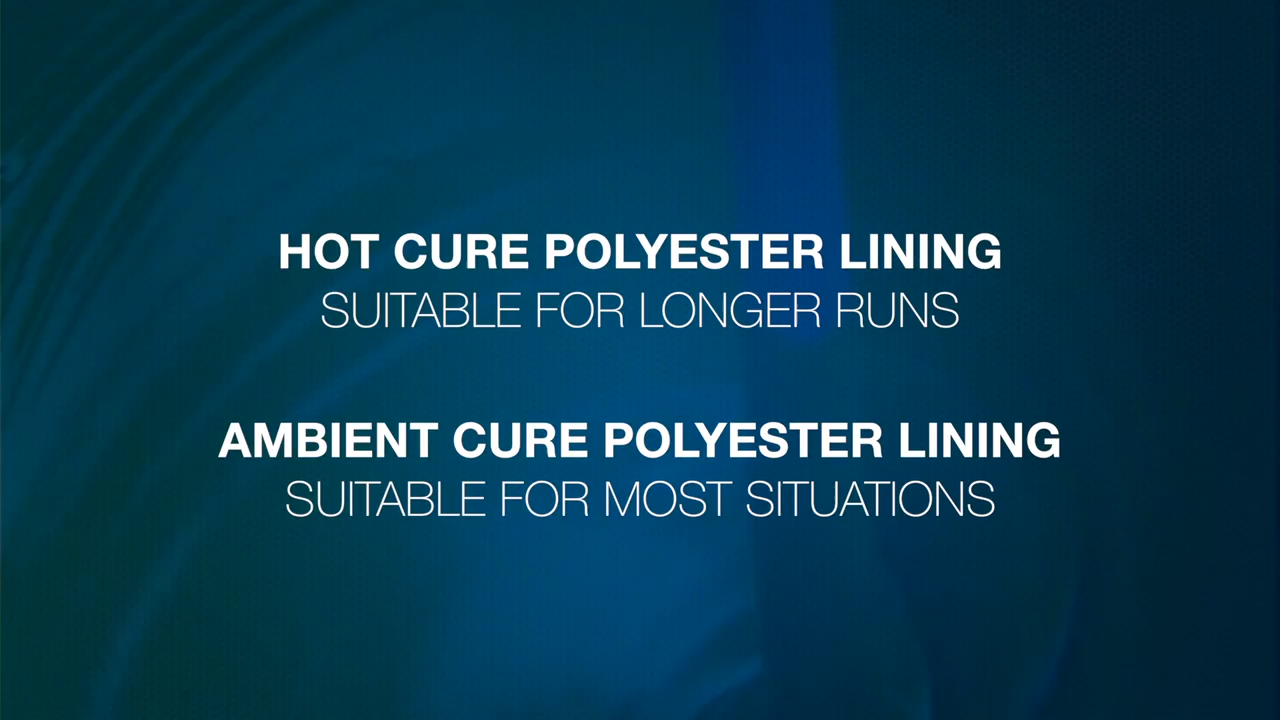 HOT CURE POLYESTER LINING
SUITABLE FOR LONGER RUNS
AMBIENT CURE POLYESTER LINING
SUITABLE FOR MOST SITUATIONS